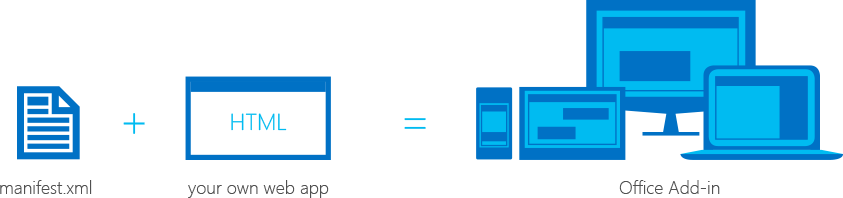 +
HTML
=
manifest.xml
your own web app
Office Add-in